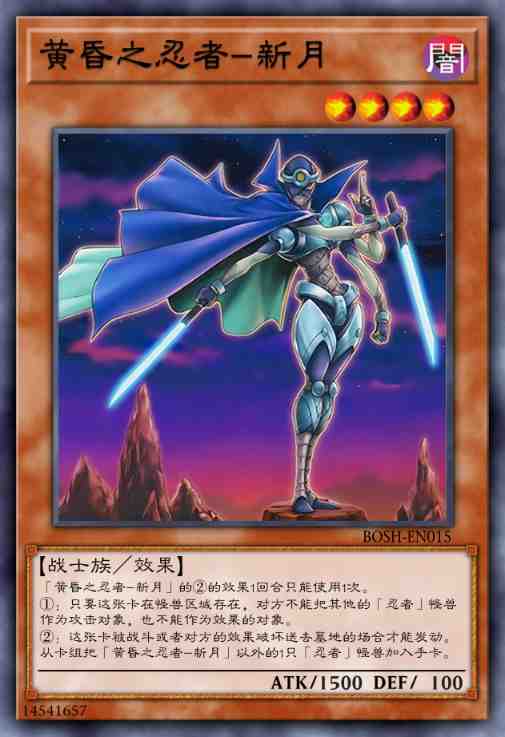 黄昏之忍者-新月
闇
BOSH-EN015
【战士族／效果】
「黄昏之忍者-新月」的②的效果1回合只能使用1次。
①：只要这张卡在怪兽区域存在，对方不能把其他的「忍者」怪兽
作为攻击对象，也不能作为效果的对象。
②：这张卡被战斗或者对方的效果破坏送去墓地的场合才能发动。
从卡组把「黄昏之忍者-新月」以外的1只「忍者」怪兽加入手卡。
ATK/1500 DEF/ 100
14541657